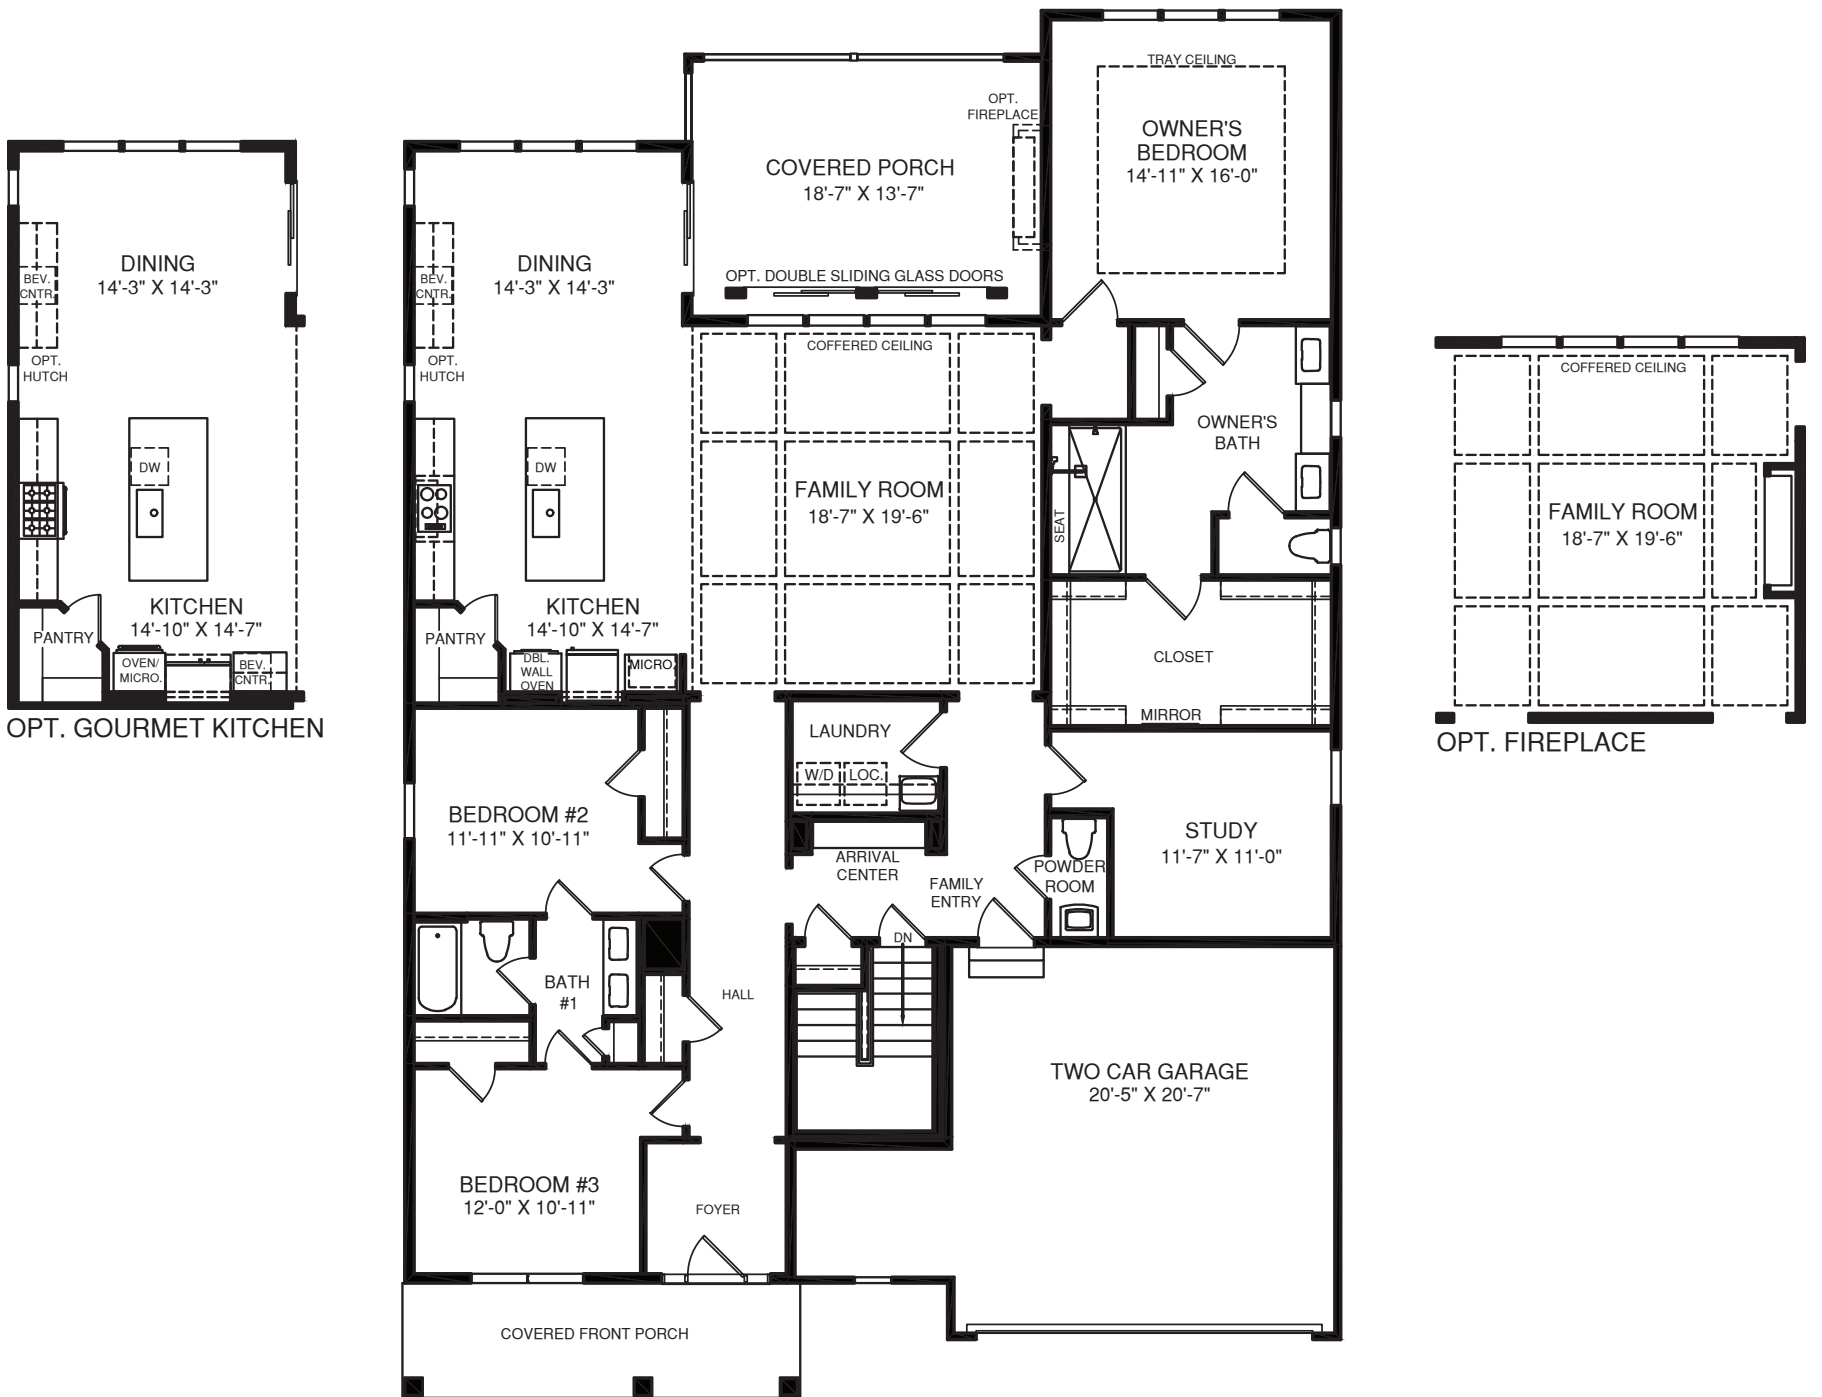 DINING
14'-3" X 14'-3"
BEV.
CNTR.
OPT.
HUTCH
DW
KITCHEN
14'-10" X 14'-7"
PANTRY
OVEN/
MICRO.
BEV.
CNTR.
OPT. GOURMET KITCHEN
COVERED PORCH
18'-7" X 13'-7"
OPT.
FIREPLACE
OPT. DOUBLE SLIDING GLASS DOORS
TRAY CEILING
OWNER'S
BEDROOM
14'-11" X 16'-0"
DINING
14'-3" X 14'-3"
BEV.
CNTR.
OPT.
HUTCH
DW
KITCHEN
14'-10" X 14'-7"
PANTRY
DBL.
WALL
OVEN
MICRO.
COFFERED CEILING
FAMILY ROOM
18'-7" X 19'-6"
OWNER'S
BATH
SEAT
CLOSET
MIRROR
LAUNDRY
W/D
LOC.
BEDROOM #2
11'-11" X 10'-11"
ARRIVAL
CENTER
FAMILY
ENTRY
POWDER
ROOM
STUDY
11'-7" X 11'-0"
DN
BATH
#1
HALL
TWO CAR GARAGE
20'-5" X 20'-7"
BEDROOM #3
12'-0" X 10'-11"
FOYER
COVERED FRONT PORCH
COFFERED CEILING
FAMILY ROOM
18'-7" X 19'-6"
OPT. FIREPLACE